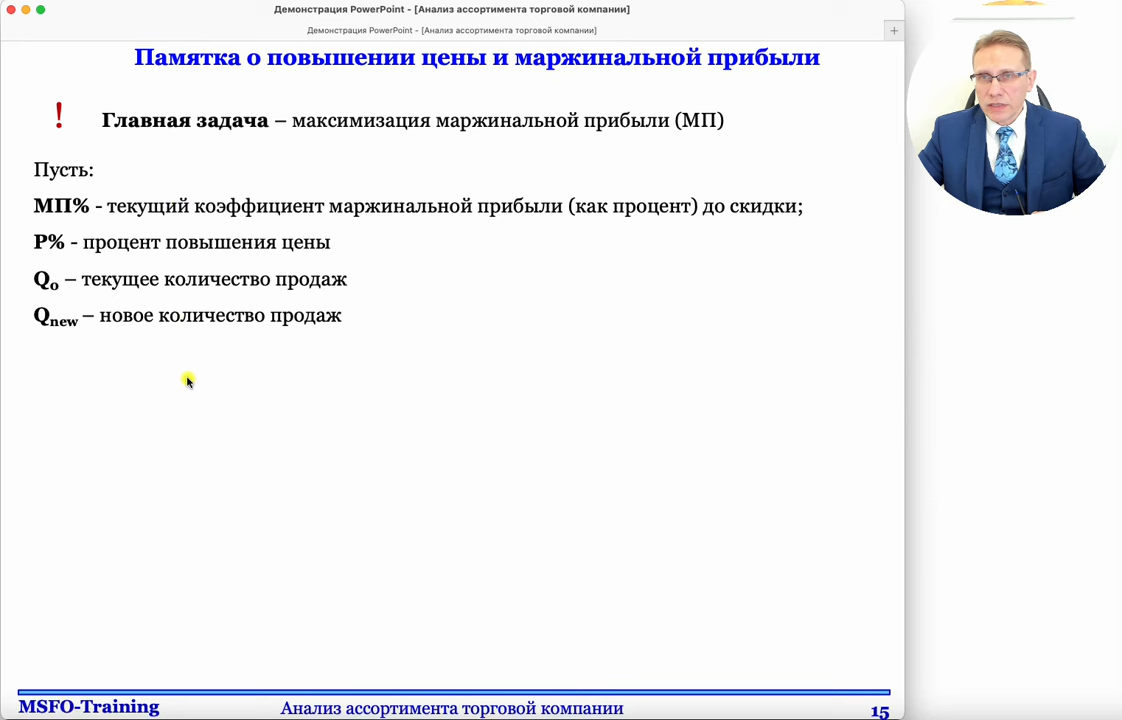 Демонстрация PowerPoint - [Анализ ассортимента торговой компании]
Демонстрация PowerPoint - [Анализ ассортимента торговой компании]
+
Памятка о повышении цены и маржинальной прибыли
! Главная задача – максимизация маржинальной прибыли (МП)
Пусть:
МП% - текущий коэффициент маржинальной прибыли (как процент) до скидки;
P% - процент повышения цены
Qo – текущее количество продаж
Qnew – новое количество продаж
MSFO-Training Анализ ассортимента торговой компании 15